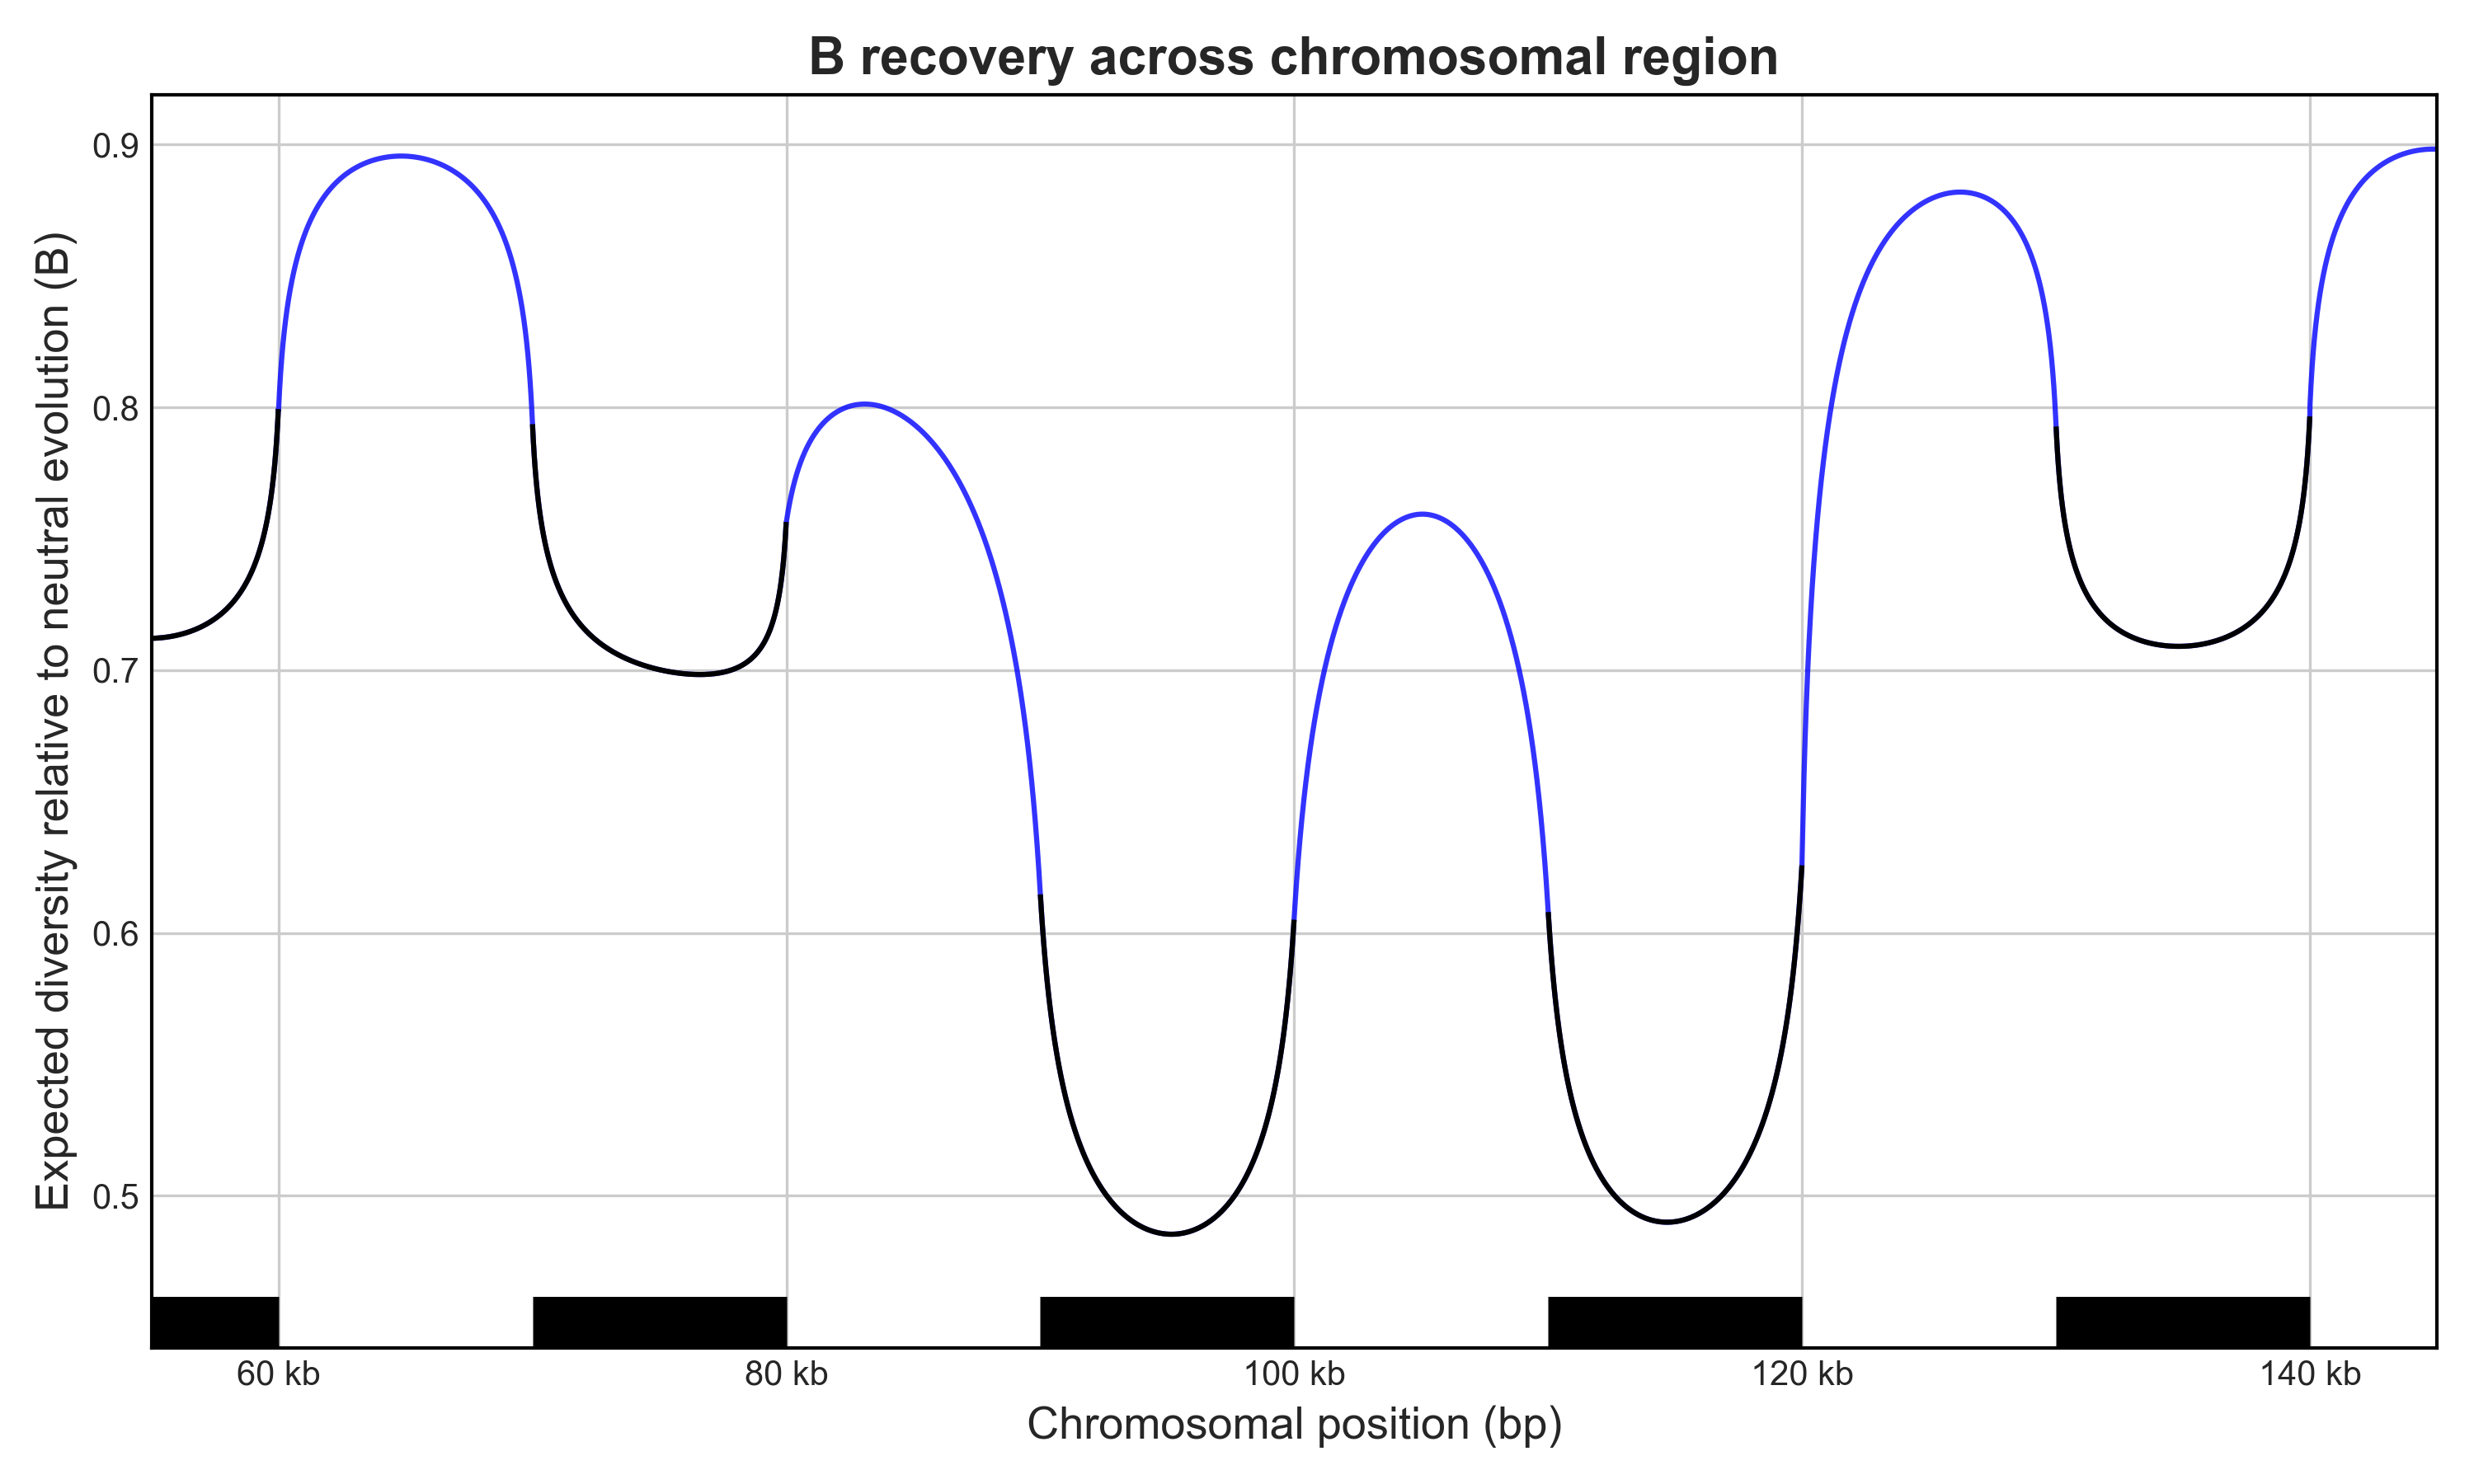 B recovery across chromosomal region
Expected diversity relative to neutral evolution (B)
0.9
0.8
0.7
0.6
0.5
60 kb
80 kb
100 kb
120 kb
140 kb
Chromosomal position (bp)